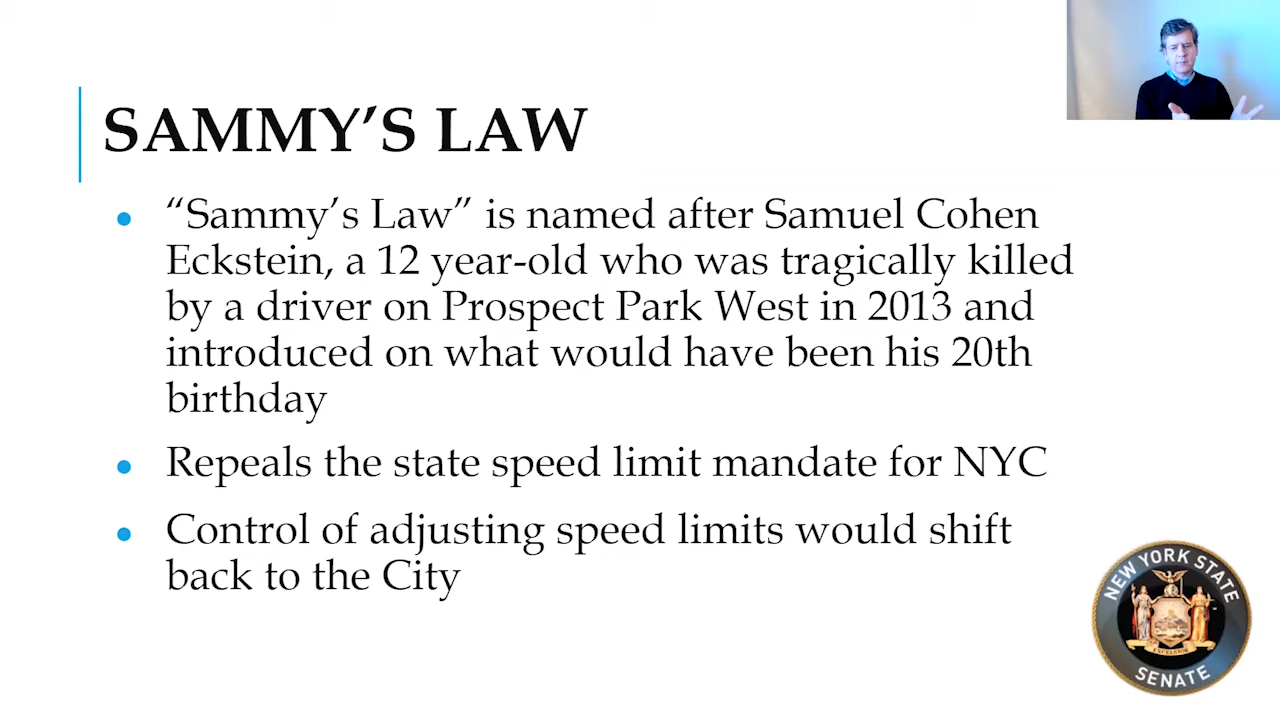 SAMMY’S LAW
“Sammy’s Law” is named after Samuel Cohen
Eckstein, a 12 year-old who was tragically killed
by a driver on Prospect Park West in 2013 and
introduced on what would have been his 20th
birthday
Repeals the state speed limit mandate for NYC
Control of adjusting speed limits would shift
back to the City
NEW YORK STATE
EXCELSIOR
SENATE